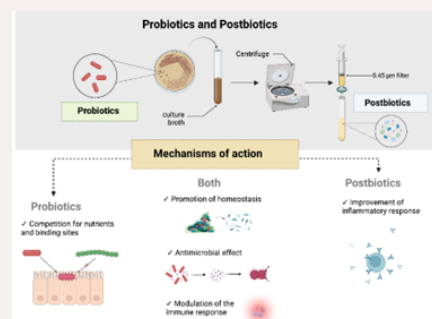 Probiotics and Postbiotics
Centrifuge
0.45 μm filter
Probiotics
culture
broth
Postbiotics
Mechanisms of action
Probiotics
✓ Competition for nutrients
and binding sites
Both
✓ Promotion of homeostasis
✓ Antimicrobial effect
✓ Modulation of the
immune response
Postbiotics
✓ Improvement of
inflammatory response